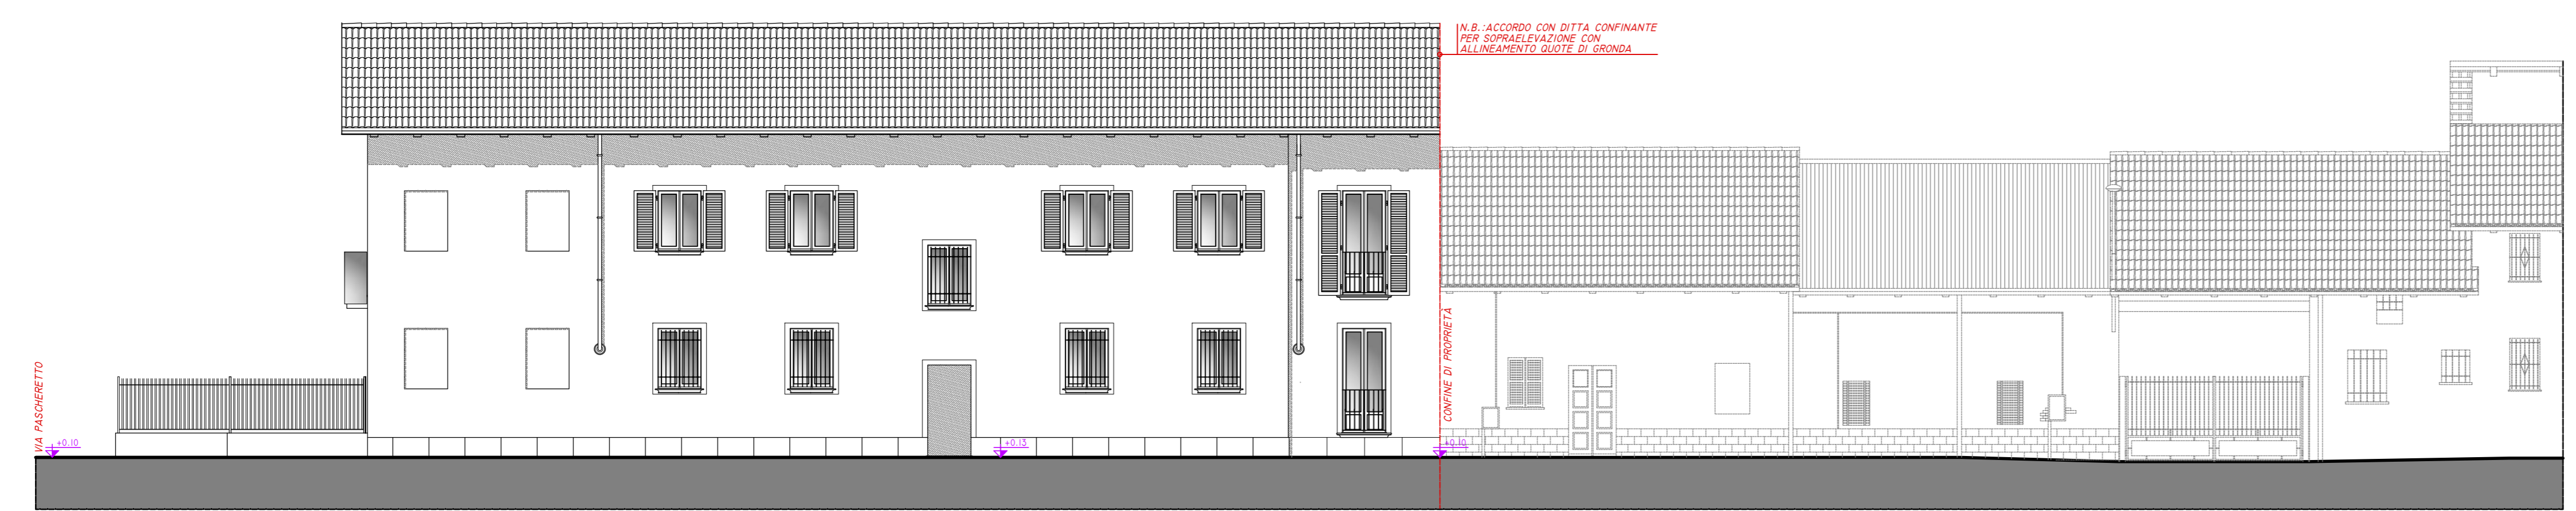 N.B.:ACCORDO CON DITTA CONFINANTE
PER SOPRAELEVAZIONE CON
ALLINEAMENTO QUOTE DI GRONDA
VIA PASCHERETTO
+0.10
+0.13
CONFINE DI PROPRIETÀ
+0.10